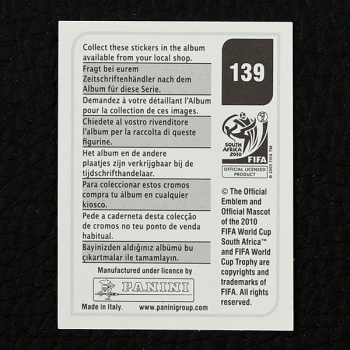 Collect these stickers in the album
available from your local shop.
Fragt bei eurem
Zeitschriftenhändler nach dem
Album für diese Serie.
Demandez à votre détaillant l'Album
pour la collection de ces images.
Chiedete al vostro rivenditore
l'album per la raccolta di queste
figurine.
Het album en de andere
plaatjes zijn verkrijgbaar bij de
tijdschrifthandelaar.
Para coleccionar estos cromos
compra tu álbum en cualquier
kiosco.
Pede a caderneta desta colecção
de cromos no teu ponto de venda
habitual.
Bayinizden aldığınız albümü bu
çıkartmalar ile tamamlayın.
Manufactured under licence by
PANINI
Made in Italy. www.paninigroup.com
139
SOUTH AFRICA
2010
FIFA
OFFICIAL LICENSED
PRODUCT
© 2005 FIFA TM
© The Official
Emblem and
Official Mascot
of the 2010
FIFA World Cup
South Africa™
and FIFA World
Cup Trophy are
copyrights and
trademarks of
FIFA. All rights
reserved.